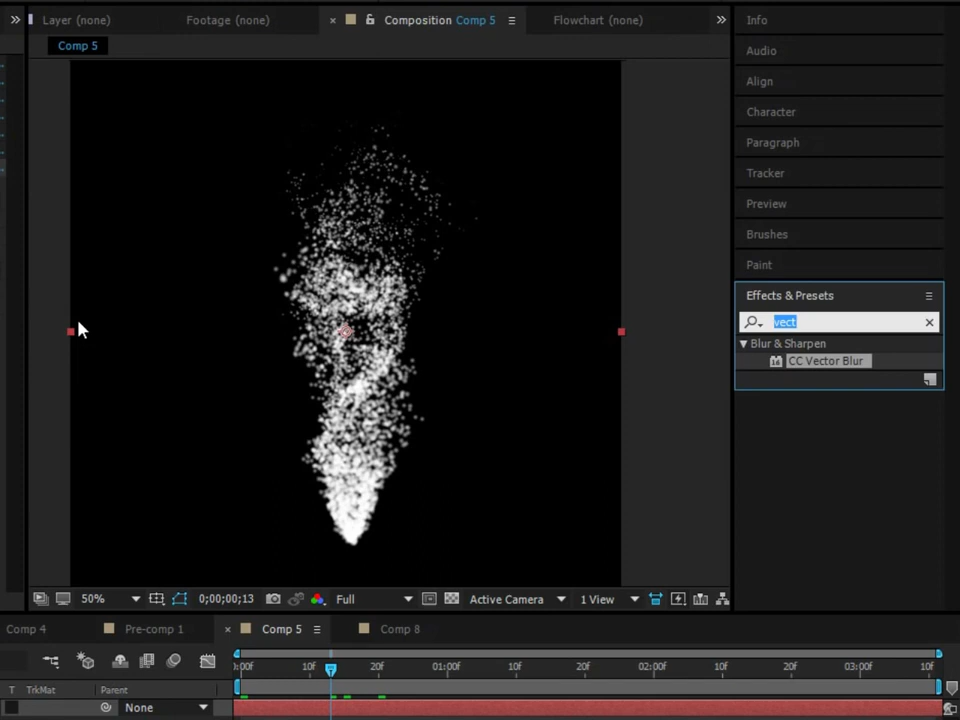 Layer (none) Footage (none) × Composition Comp 5 Flowchart (none)
Comp 5
Info
Audio
Align
Character
Paragraph
Tracker
Preview
Brushes
Paint
Effects & Presets
vect
Blur & Sharpen
CC Vector Blur
50% 0;00;00;13 Full Active Camera 1 View
Comp 4 Pre-comp 1 × Comp 5 Comp 8
0:00f 10f 20f 01:00f 10f 20f 02:00f 10f 20f 03:00f 10f
T TrkMat Parent
None